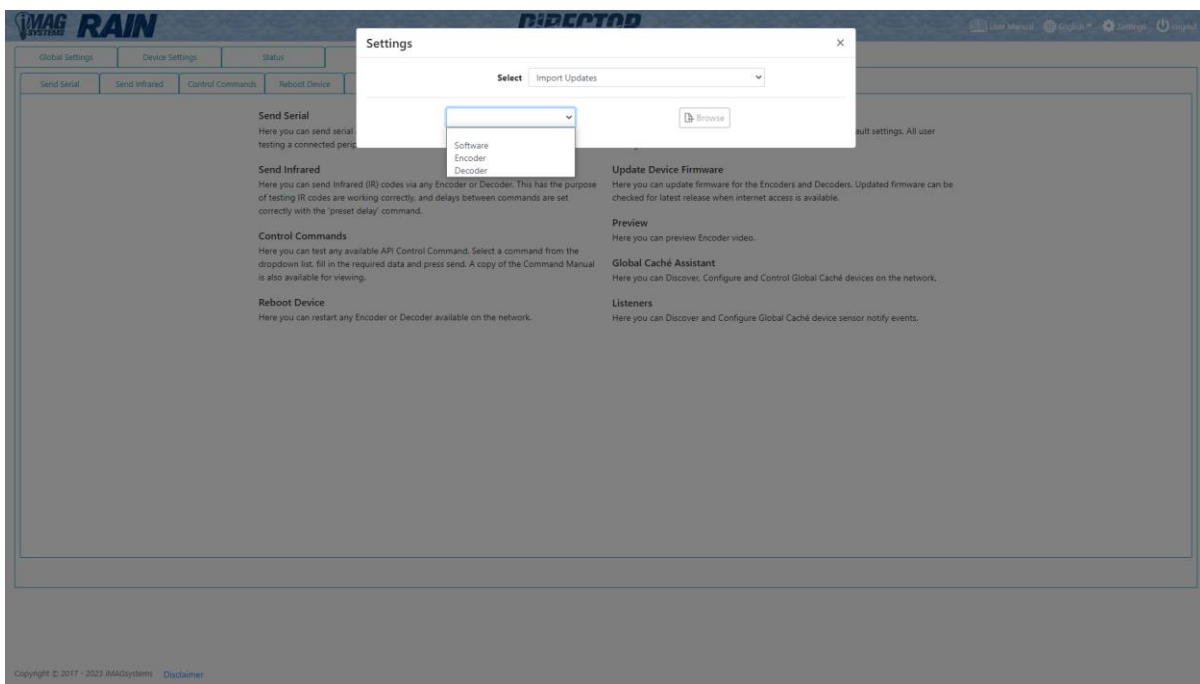 iMAG SYSTEMS RAIN
DIRECTOR
User Manual English Settings Logout
Settings ×
Global Settings Device Settings Status
Select Import Updates
Send Serial Send Infrared Control Commands Reboot Device
Browse
Software
Encoder
Decoder
Send Serial
Here you can send serial
testing a connected perip
ault settings. All user
Send Infrared
Here you can send Infrared (IR) codes via any Encoder or Decoder. This has the purpose
of testing IR codes are working correctly, and delays between commands are set
correctly with the 'preset delay' command.
Control Commands
Here you can test any available API Control Command. Select a command from the
dropdown list, fill in the required data and press send. A copy of the Command Manual
is also available for viewing.
Reboot Device
Here you can restart any Encoder or Decoder available on the network.
Update Device Firmware
Here you can update firmware for the Encoders and Decoders. Updated firmware can be
checked for latest release when internet access is available.
Preview
Here you can preview Encoder video.
Global Caché Assistant
Here you can Discover, Configure and Control Global Caché devices on the network.
Listeners
Here you can Discover and Configure Global Caché device sensor notify events.
Copyright © 2017 - 2023 iMAGsystems Disclaimer